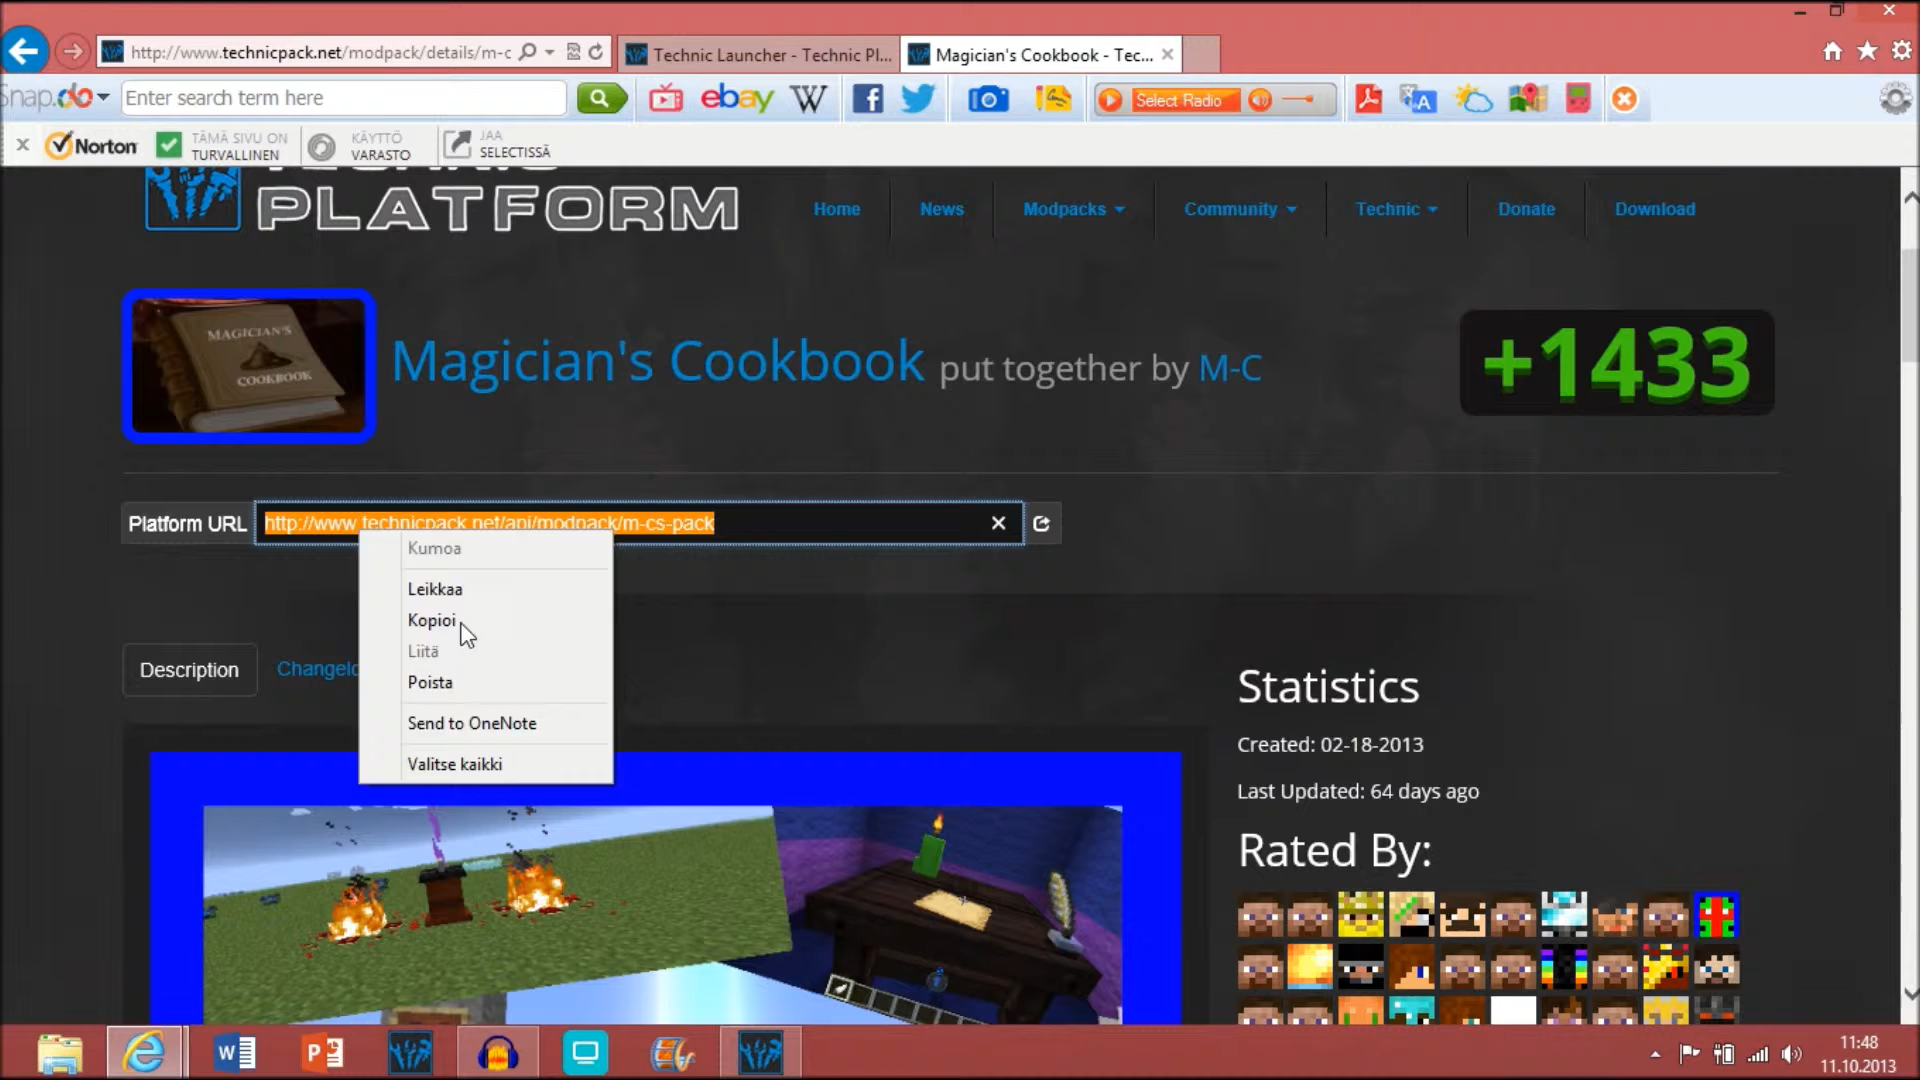 http://www.technicpack.net/modpack/details/m-c
Technic Launcher - Technic Pl...
Magician's Cookbook - Tec...
Snap.do
Enter search term here
ebay
W
Select Radio
Norton
TÄMÄ SIVU ON
TURVALLINEN
KÄYTTÖ
VARASTO
JAA
SELECTISSÄ
PLATFORM
Home
News
Modpacks
Community
Technic
Donate
Download
MAGICIAN'S
COOKBOOK
Magician's Cookbook put together by M-C
+1433
Platform URL
http://www.technicpack.net/api/modpack/m-cs-pack
Kumoa
Leikkaa
Kopioi
Liitä
Poista
Send to OneNote
Valitse kaikki
Description
Statistics
Created: 02-18-2013
Last Updated: 64 days ago
Rated By:
11:48
11.10.2013